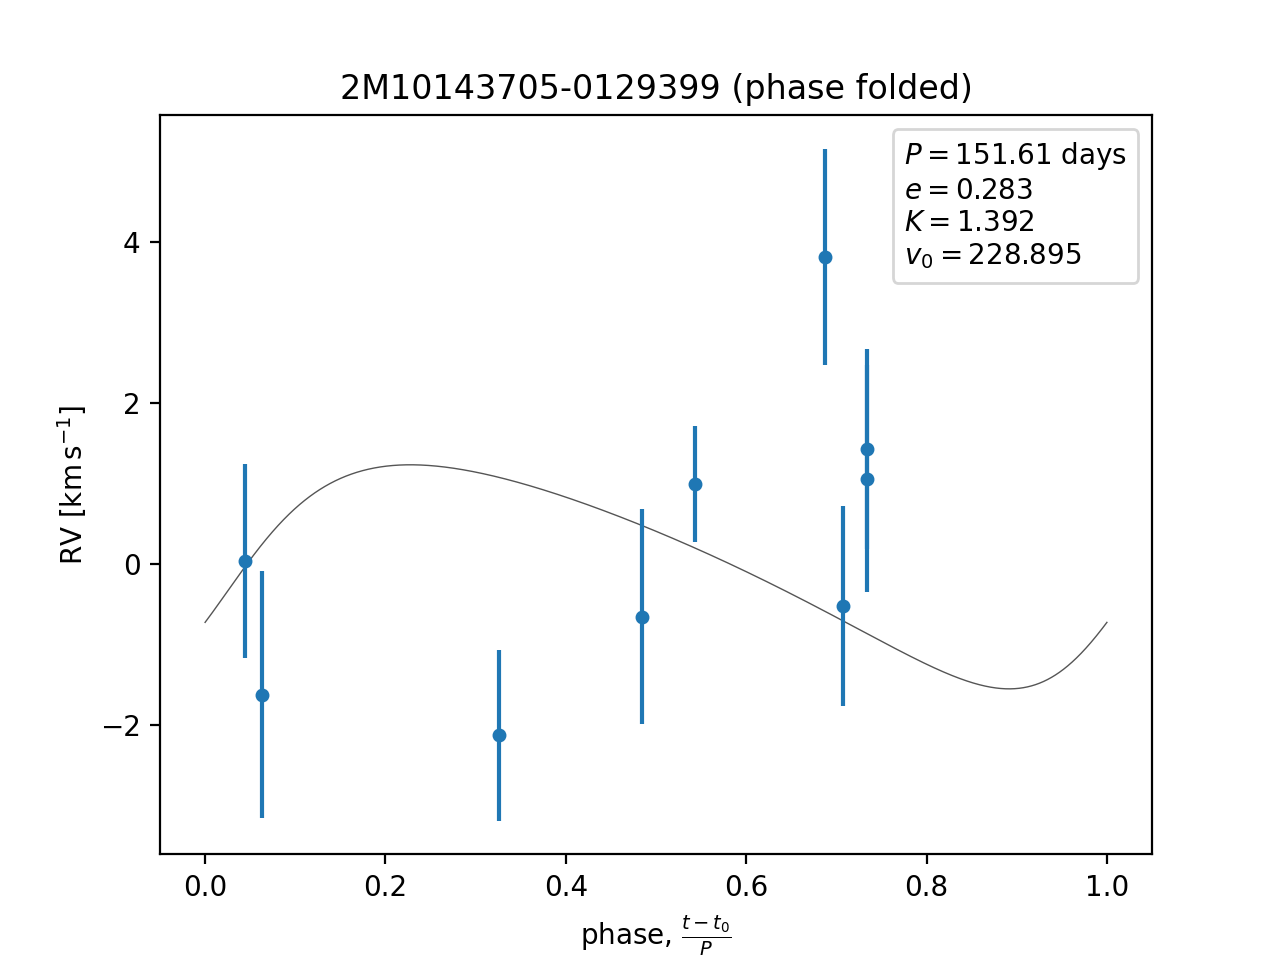 2M10143705-0129399 (phase folded)
P = 151.61 days
e = 0.283
K = 1.392
v₀ = 228.895
RV [km s⁻¹]
4
2
0
−2
0.0 0.2 0.4 0.6 0.8 1.0
phase, (t − t₀)/P